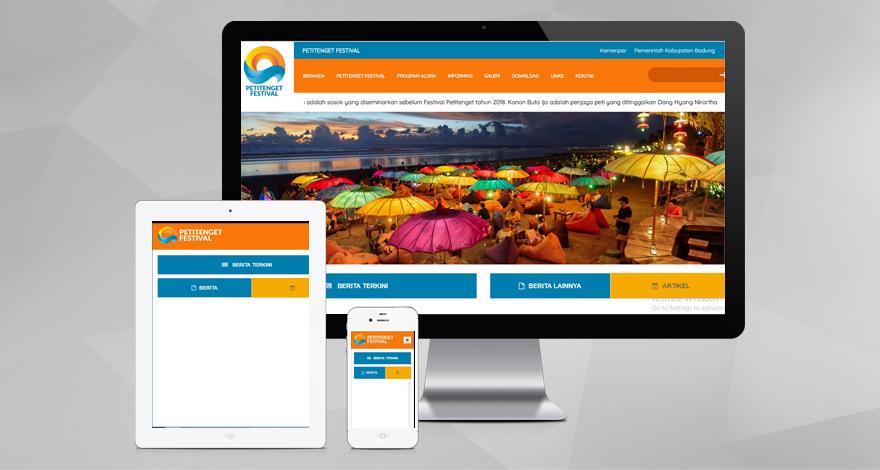 PETITENGET FESTIVAL
Kemenpar
Pemerintah Kabupaten Badung
PETITENGET
FESTIVAL
BERANDA
PETITENGET FESTIVAL
PROGRAM ACARA
INFORMASI
GALERI
DOWNLOAD
LINKS
KONTAK
adalah sosok yang diseminarkan sebelum Festival Petitenget tahun 2018. Konon Buto Ijo adalah penjaga peti yang ditinggalkan Dang Hyang Nirartha
BERITA TERKINI
BERITA LAINNYA
ARTIKEL
Activate Windows
Go to Settings to activate
PETITENGET
FESTIVAL
BERITA TERKINI
BERITA
PETITENGET
FESTIVAL
BERITA TERKINI
BERITA